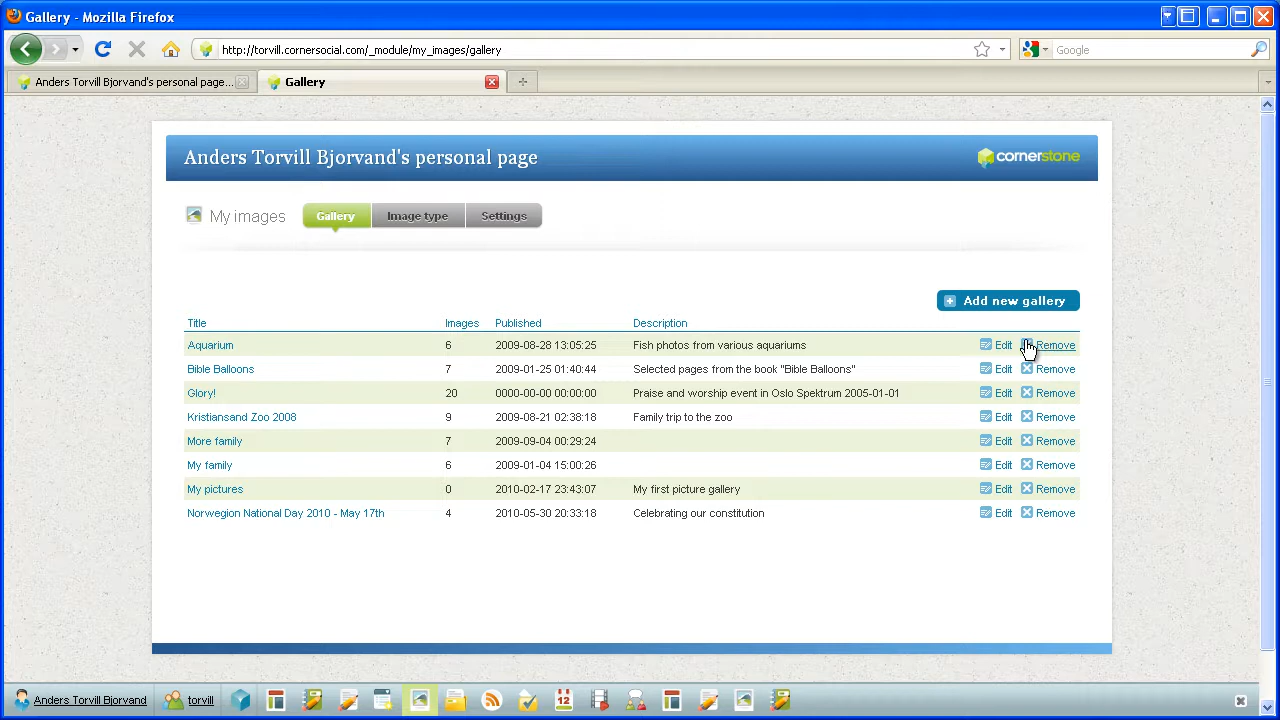 Gallery - Mozilla Firefox
http://torvill.cornersonal.com/_module/my_images/gallery
Google
Anders Torvill Bjorvand's personal page...
Gallery
Anders Torvill Bjorvand's personal page
cornerstone
My images
Gallery
Image type
Settings
Add new gallery
Title Images Published Description
Aquarium 6 2009-08-28 13:05:25 Fish photos from various aquariums Edit Remove
Bible Balloons 7 2009-01-25 01:40:44 Selected pages from the book "Bible Balloons" Edit Remove
Glory! 20 0000-00-00 00:00:00 Praise and worship event in Oslo Spektrum 2005-01-01 Edit Remove
Kristiansand Zoo 2008 9 2009-08-21 02:38:18 Family trip to the zoo Edit Remove
More family 7 2009-09-04 00:29:24 Edit Remove
My family 6 2009-01-04 15:00:26 Edit Remove
My pictures 0 2010-02-17 23:43:07 My first picture gallery Edit Remove
Norwegion National Day 2010 - May 17th 4 2010-05-30 20:33:18 Celebrating our constitution Edit Remove
Anders Torvill Bjorvand torvill 12